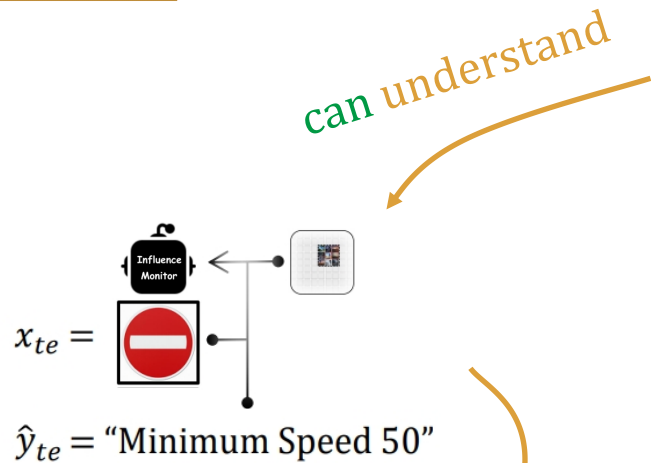 can understand
Influence
Monitor
x_te =
ŷ_te = “Minimum Speed 50”